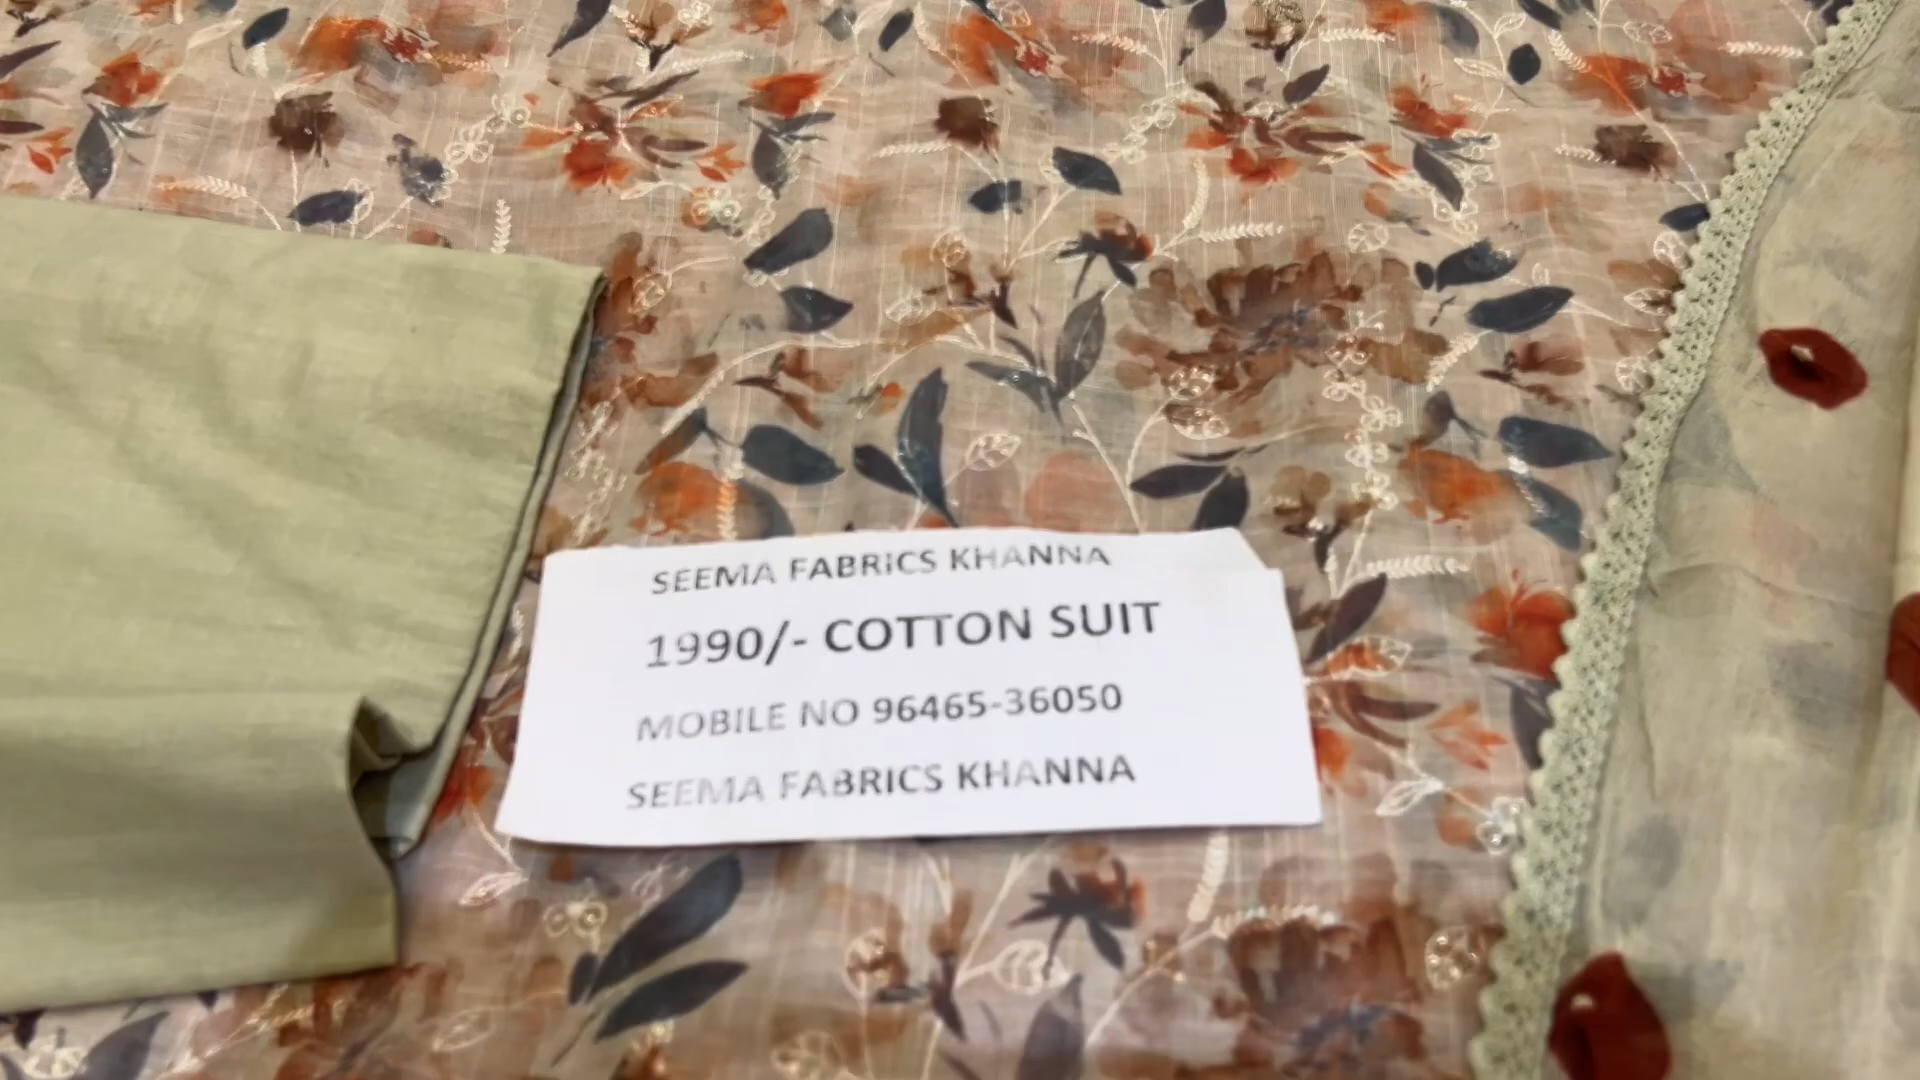 SEEMA FABRICS KHANNA
1990/- COTTON SUIT
MOBILE NO 96465-36050
SEEMA FABRICS KHANNA